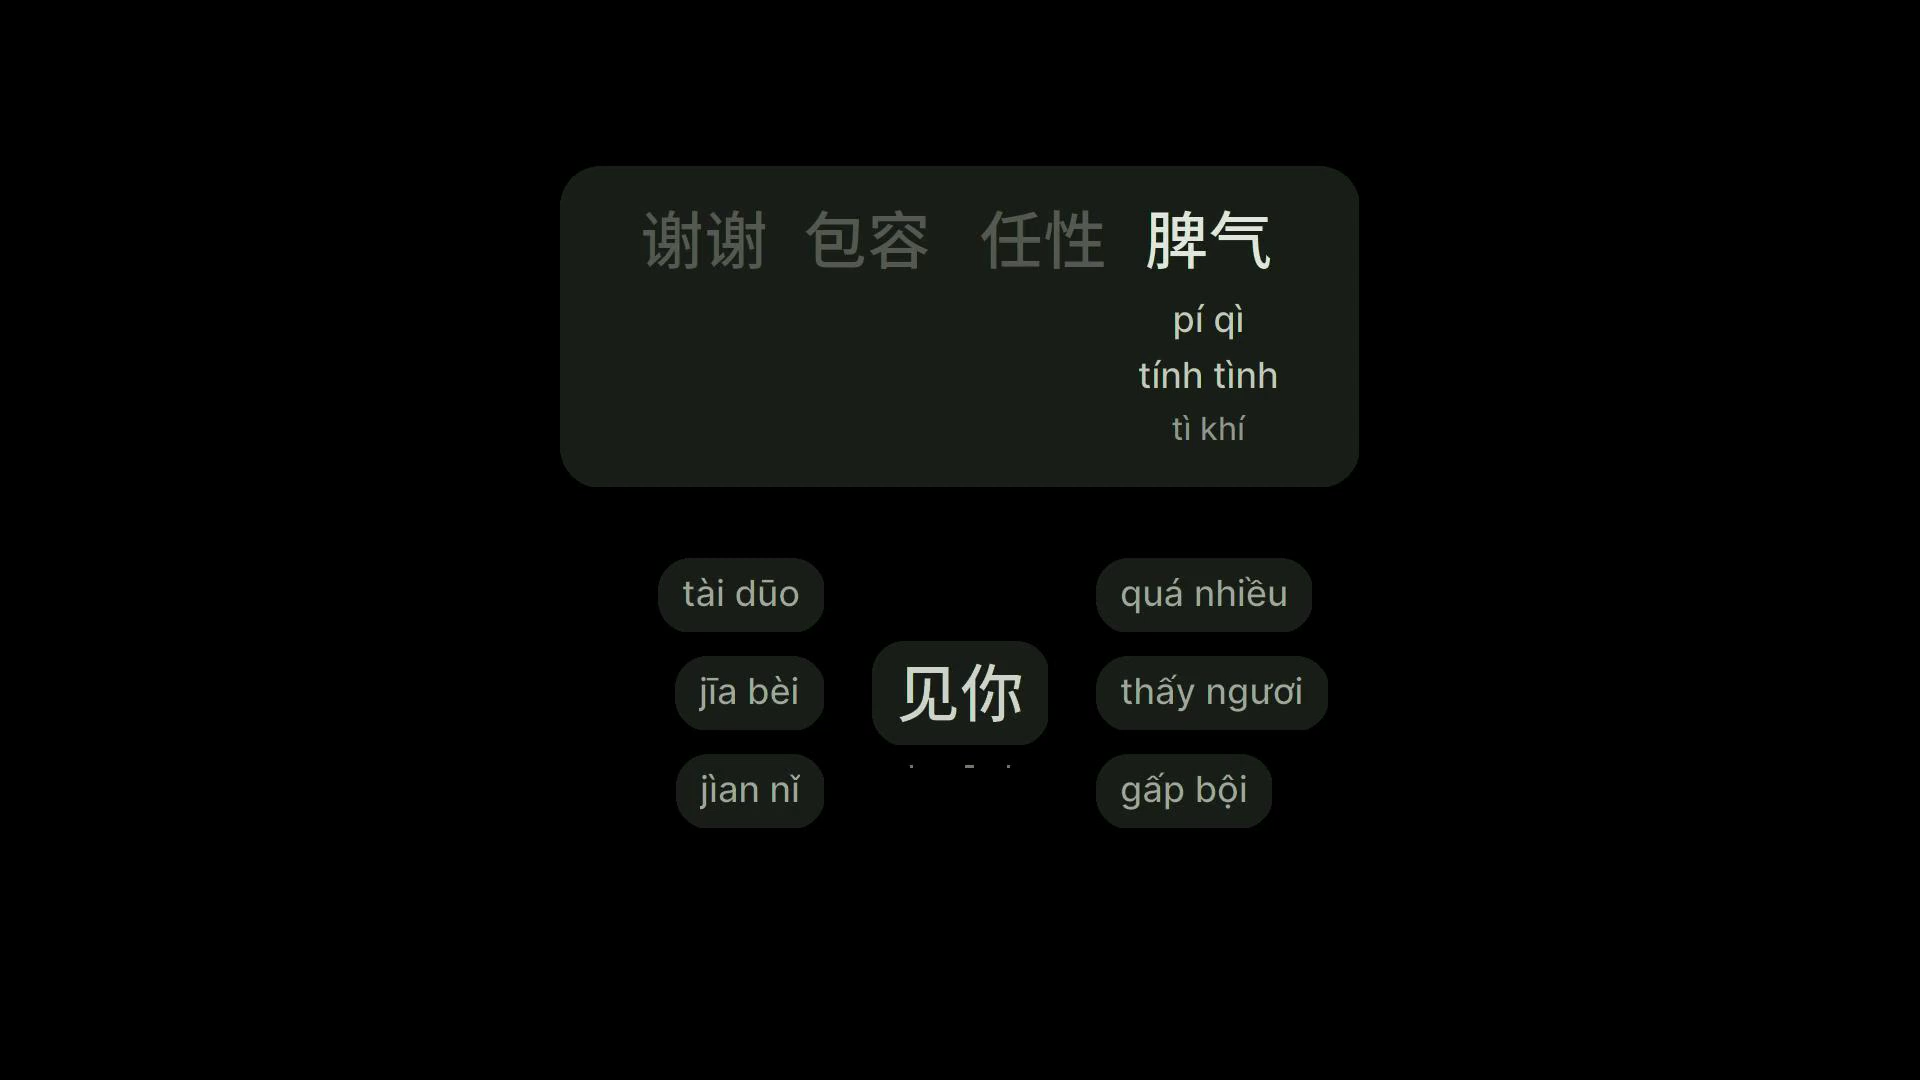 谢谢 包容 任性 脾气
pí qì
tính tình
tì khí
tài dūo
quá nhiều
jīa bèi
见你
thấy ngươi
jìan nǐ
gấp bội